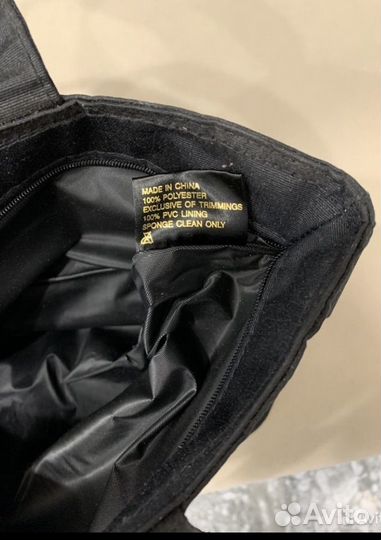 MADE IN CHINA
100% POLYESTER
EXCLUSIVE OF TRIMMINGS
100% PVC LINING
SPONGE CLEAN ONLY
Avito